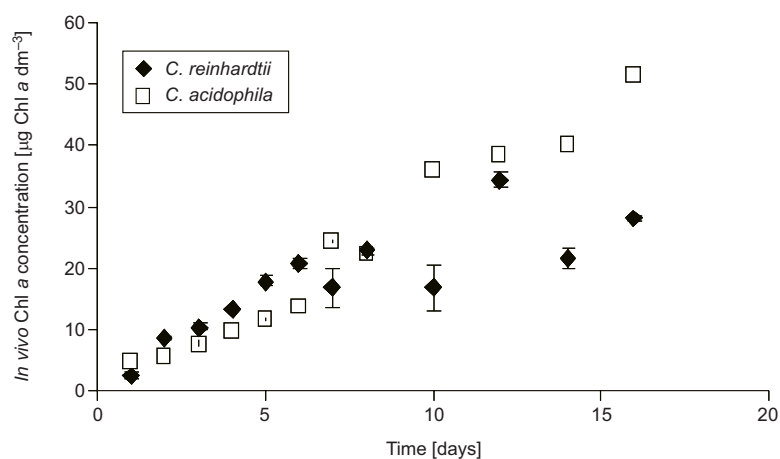 60
50
40
30
20
10
0
In vivo Chl a concentration [μg Chl a dm⁻³]
C. reinhardtii
C. acidophila
0 5 10 15 20
Time [days]